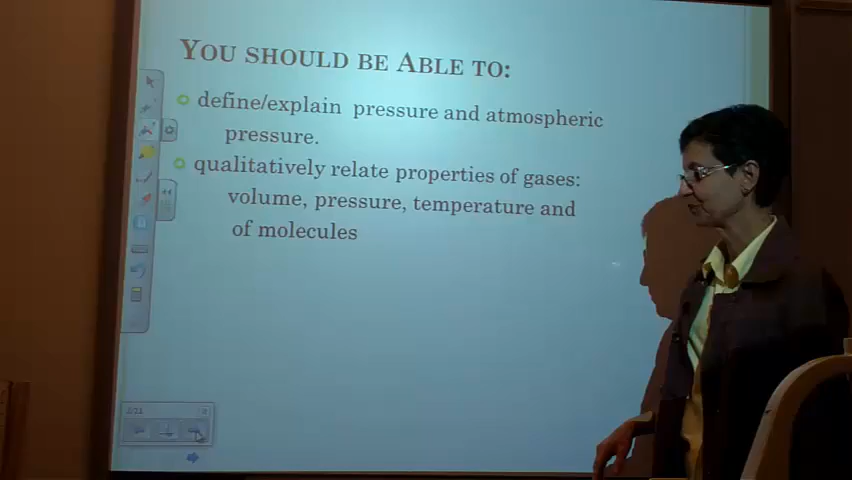 YOU SHOULD BE ABLE TO:
define/explain pressure and atmospheric
pressure.
qualitatively relate properties of gases:
volume, pressure, temperature and
of molecules